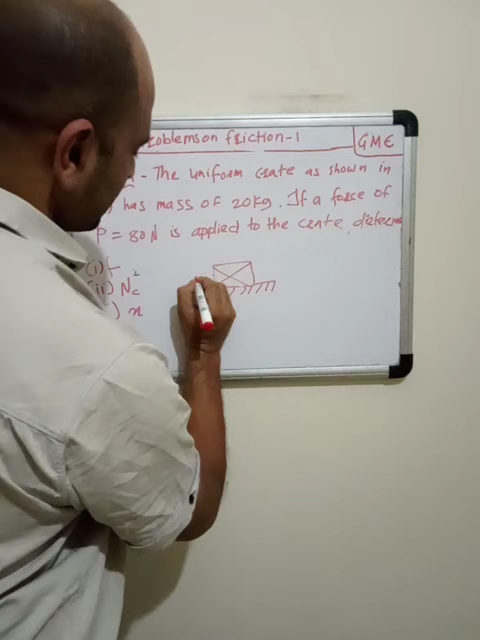 oblems on friction-1
GME
- The uniform crate as shown in
has mass of 20kg. If a force of
P = 80N is applied to the crate, determ
(i) f
(ii) Nc
) x